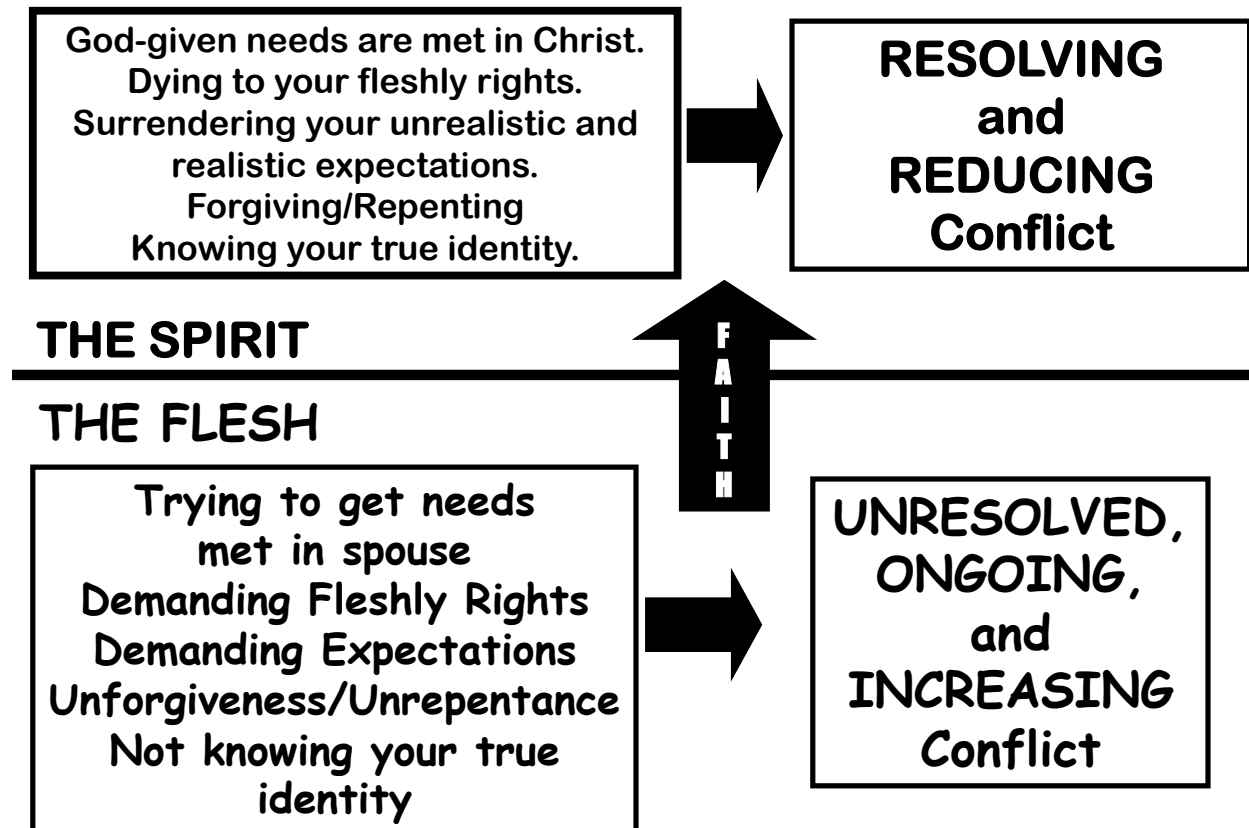 God-given needs are met in Christ.
Dying to your fleshly rights.
Surrendering your unrealistic and
realistic expectations.
Forgiving/Repenting
Knowing your true identity.
RESOLVING
and
REDUCING
Conflict
THE SPIRIT
FAITH
THE FLESH
Trying to get needs
met in spouse
Demanding Fleshly Rights
Demanding Expectations
Unforgiveness/Unrepentance
Not knowing your true
identity
UNRESOLVED,
ONGOING,
and
INCREASING
Conflict